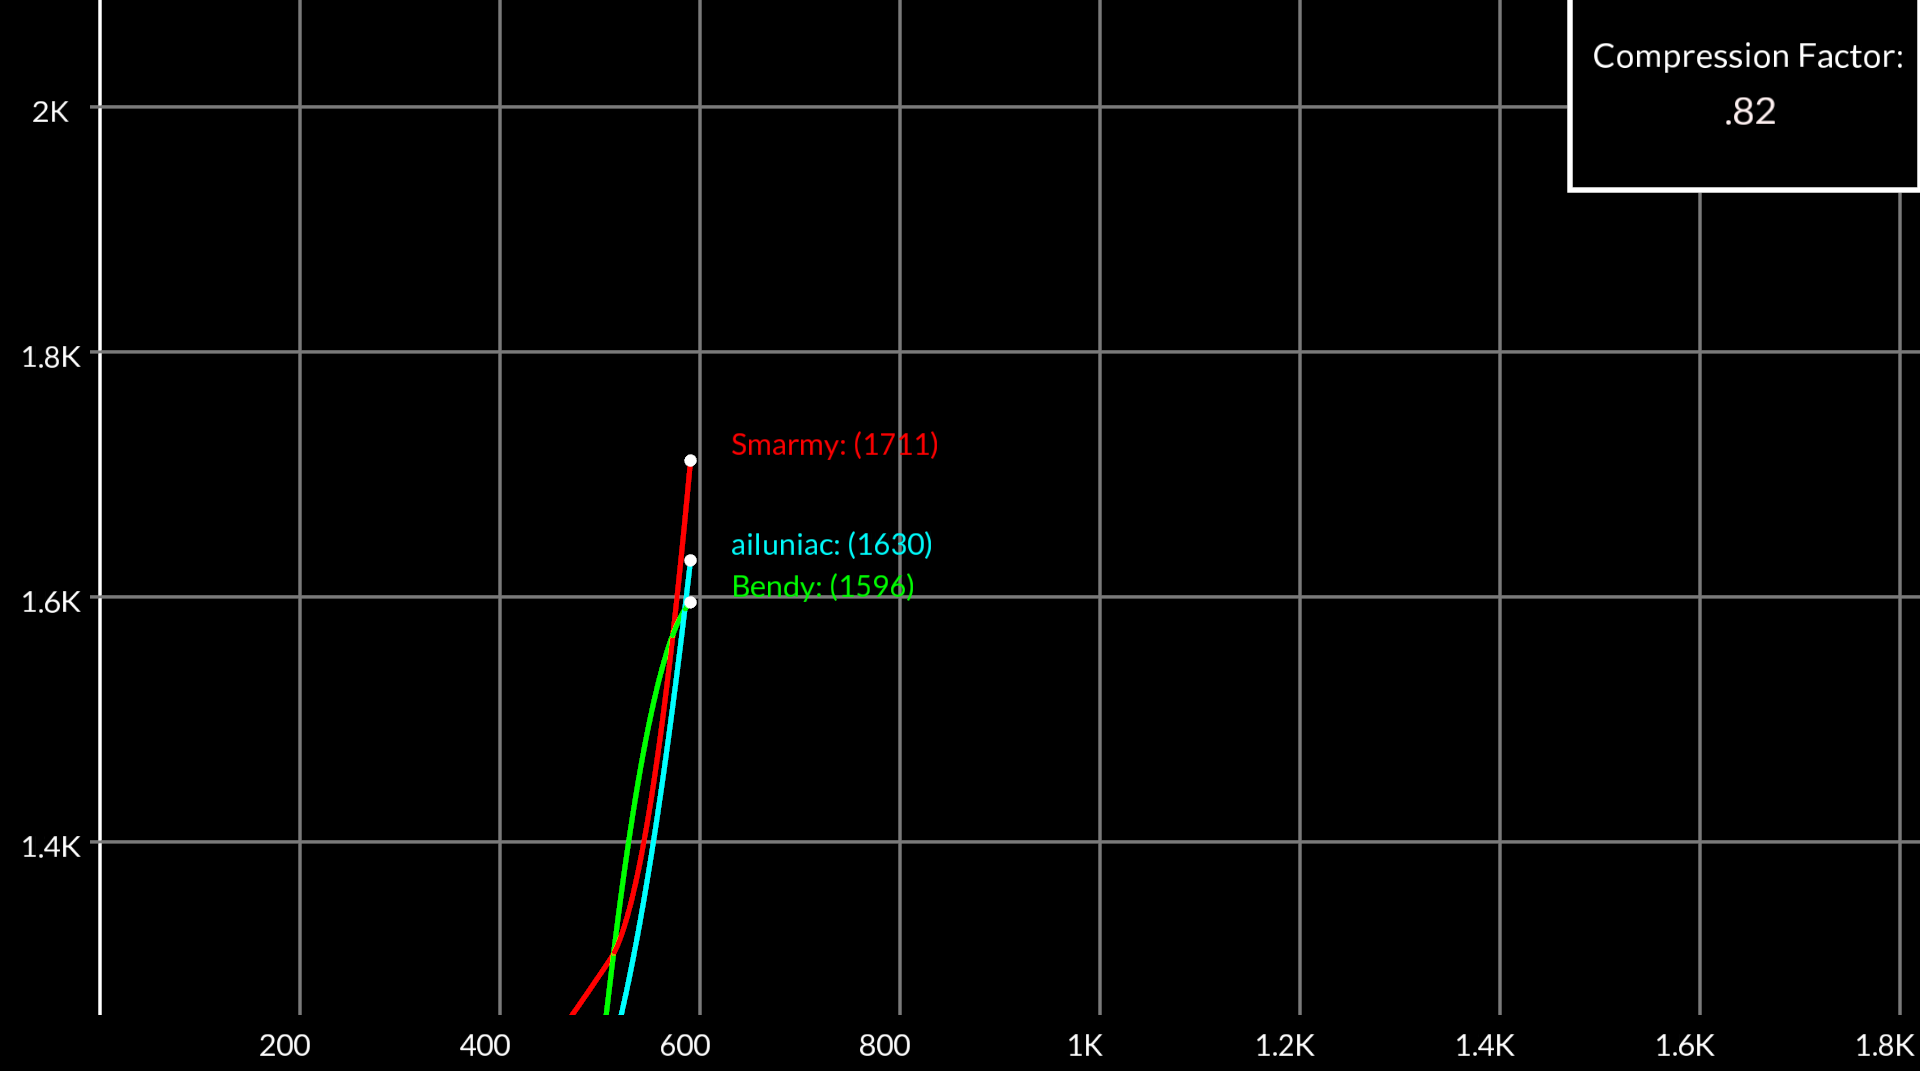 Compression Factor:
.82
2K
1.8K
Smarmy: (1711)
ailuniac: (1630)
Bendy: (1596)
1.6K
1.4K
200 400 600 800 1K 1.2K 1.4K 1.6K 1.8K